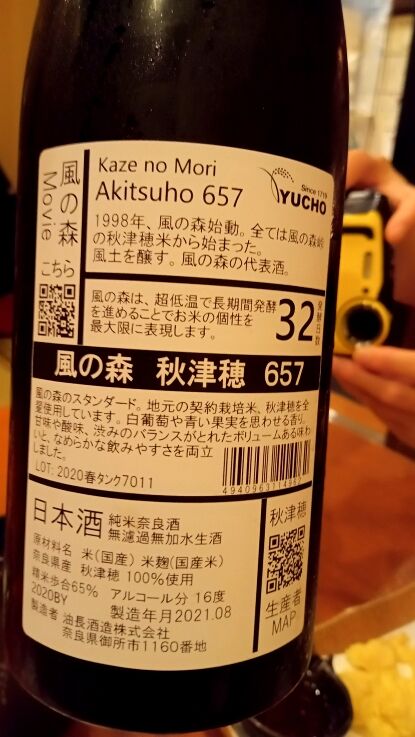 風の森
Movie
こちら
Kaze no Mori
Akitsuho 657
Since 1719
YUCHO
1998年、風の森始動。全ては風の森峠
の秋津穂米から始まった。
風土を醸す。風の森の代表酒。
風の森は、超低温で長期間発酵
を進めることでお米の個性を
最大限に表現します。
32
発酵日数
風の森 秋津穂 657
風の森のスタンダード。地元の契約栽培米、秋津穂を全
量使用しています。白葡萄や青い果実を思わせる香り。
甘味や酸味、渋みのバランスがとれたボリュームある味わ
いと、なめらかな飲みやすさを両立
しました。
LOT: 2020春タンク7011
日本酒
純米奈良酒
無濾過無加水生酒
原材料名 米(国産) 米麹(国産米)
奈良県産 秋津穂 100%使用
精米歩合65% アルコール分 16度
2020BY 製造年月2021.08
製造者 油長酒造株式会社
奈良県御所市1160番地
秋津穂
生産者
MAP